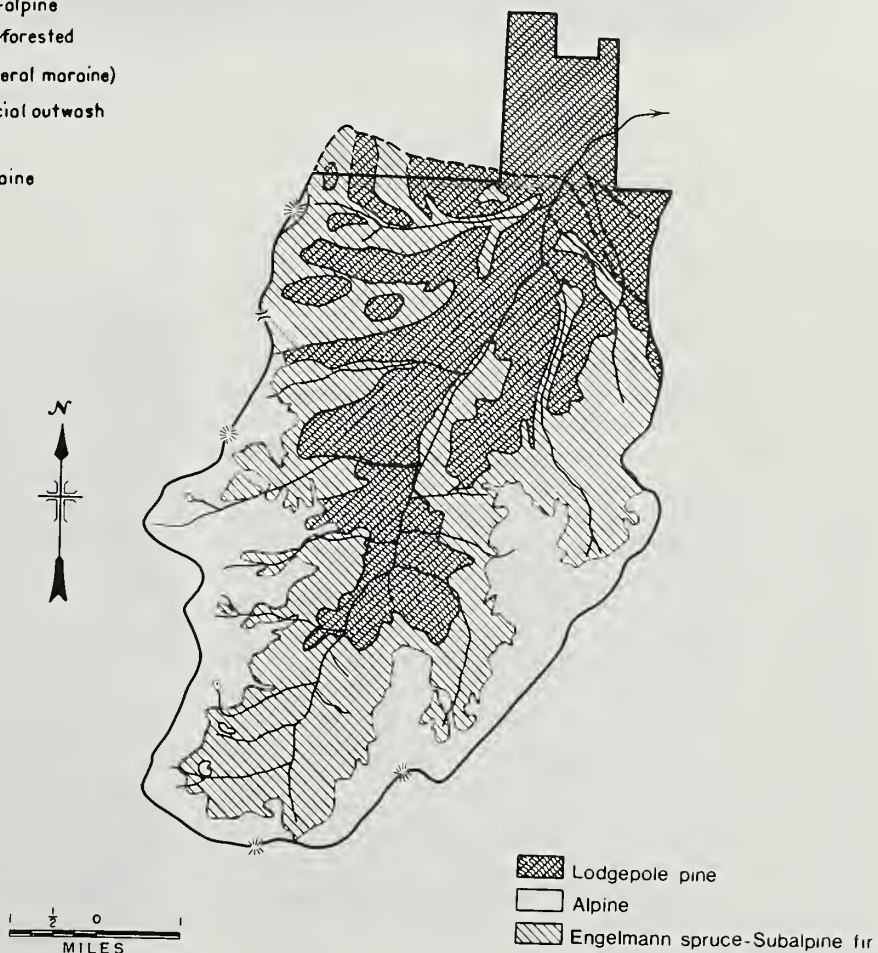 -alpine
-forested
eral moraine)
cial outwash
aine
N
Lodgepole pine
Alpine
Engelmann spruce-Subalpine fir
1 ½ 0 1
MILES